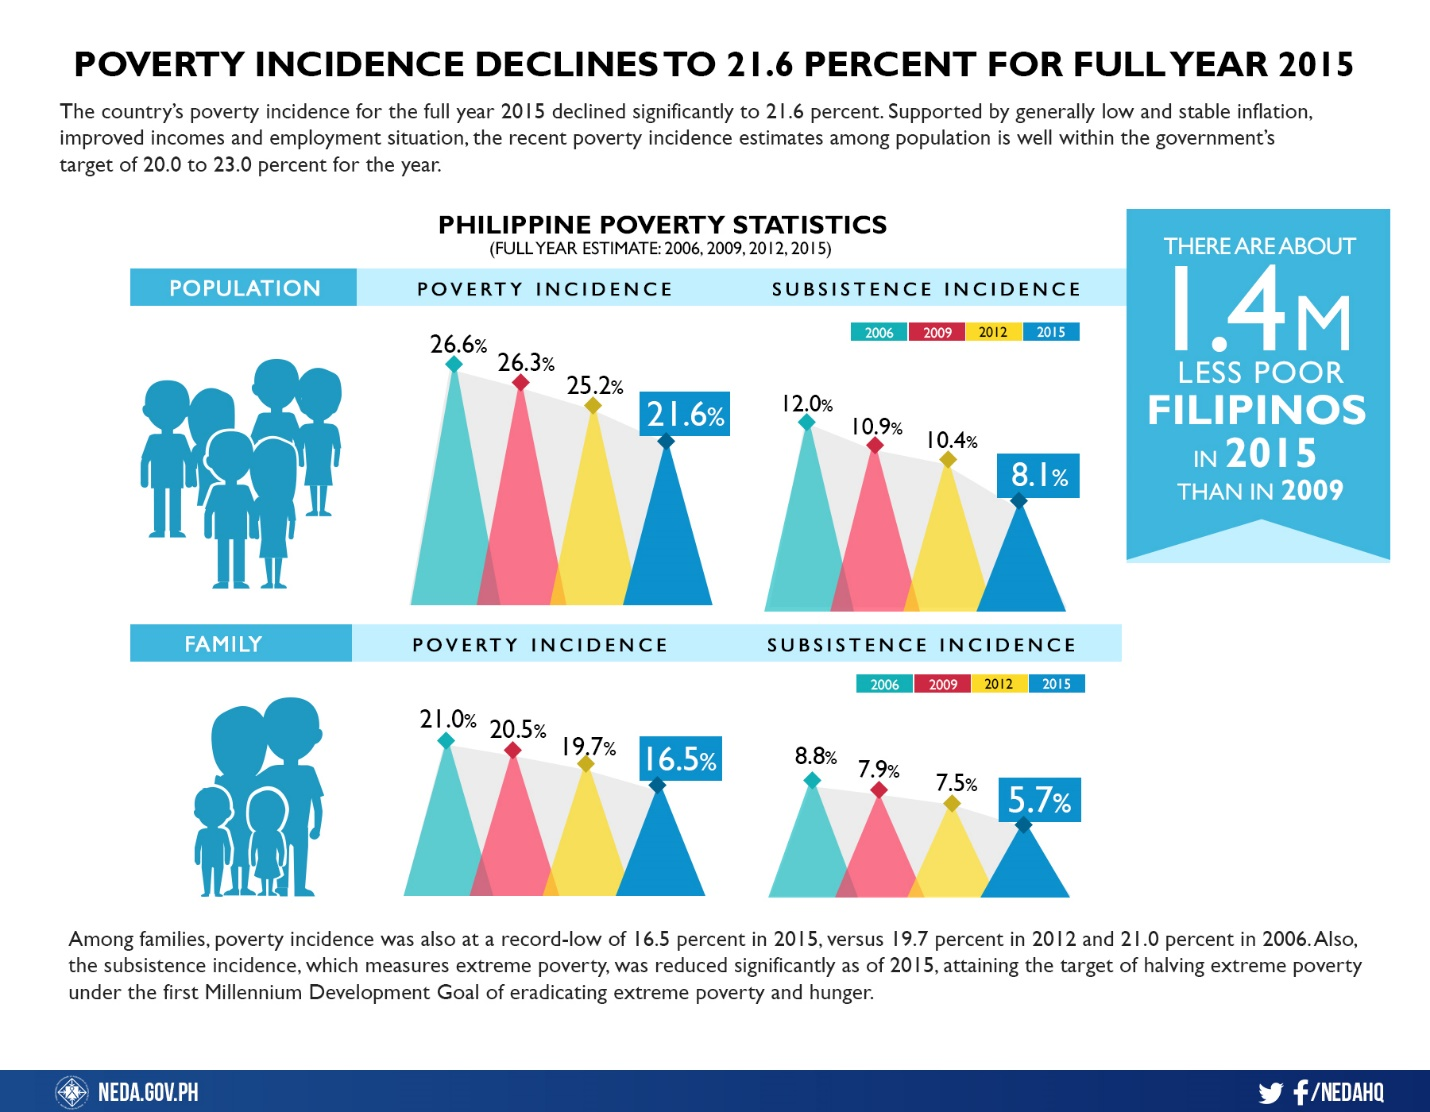 POVERTY INCIDENCE DECLINES TO 21.6 PERCENT FOR FULL YEAR 2015
The country's poverty incidence for the full year 2015 declined significantly to 21.6 percent. Supported by generally low and stable inflation,
improved incomes and employment situation, the recent poverty incidence estimates among population is well within the government's
target of 20.0 to 23.0 percent for the year.
PHILIPPINE POVERTY STATISTICS
(FULL YEAR ESTIMATE: 2006, 2009, 2012, 2015)
POPULATION
POVERTY INCIDENCE
SUBSISTENCE INCIDENCE
2006 2009 2012 2015
26.6%
26.3%
25.2%
21.6%
12.0%
10.9%
10.4%
8.1%
THERE ARE ABOUT
1.4M
LESS POOR
FILIPINOS
IN 2015
THAN IN 2009
FAMILY
POVERTY INCIDENCE
SUBSISTENCE INCIDENCE
2006 2009 2012 2015
21.0%
20.5%
19.7%
16.5%
8.8%
7.9%
7.5%
5.7%
Among families, poverty incidence was also at a record-low of 16.5 percent in 2015, versus 19.7 percent in 2012 and 21.0 percent in 2006. Also,
the subsistence incidence, which measures extreme poverty, was reduced significantly as of 2015, attaining the target of halving extreme poverty
under the first Millennium Development Goal of eradicating extreme poverty and hunger.
NEDA.GOV.PH
/NEDAHQ